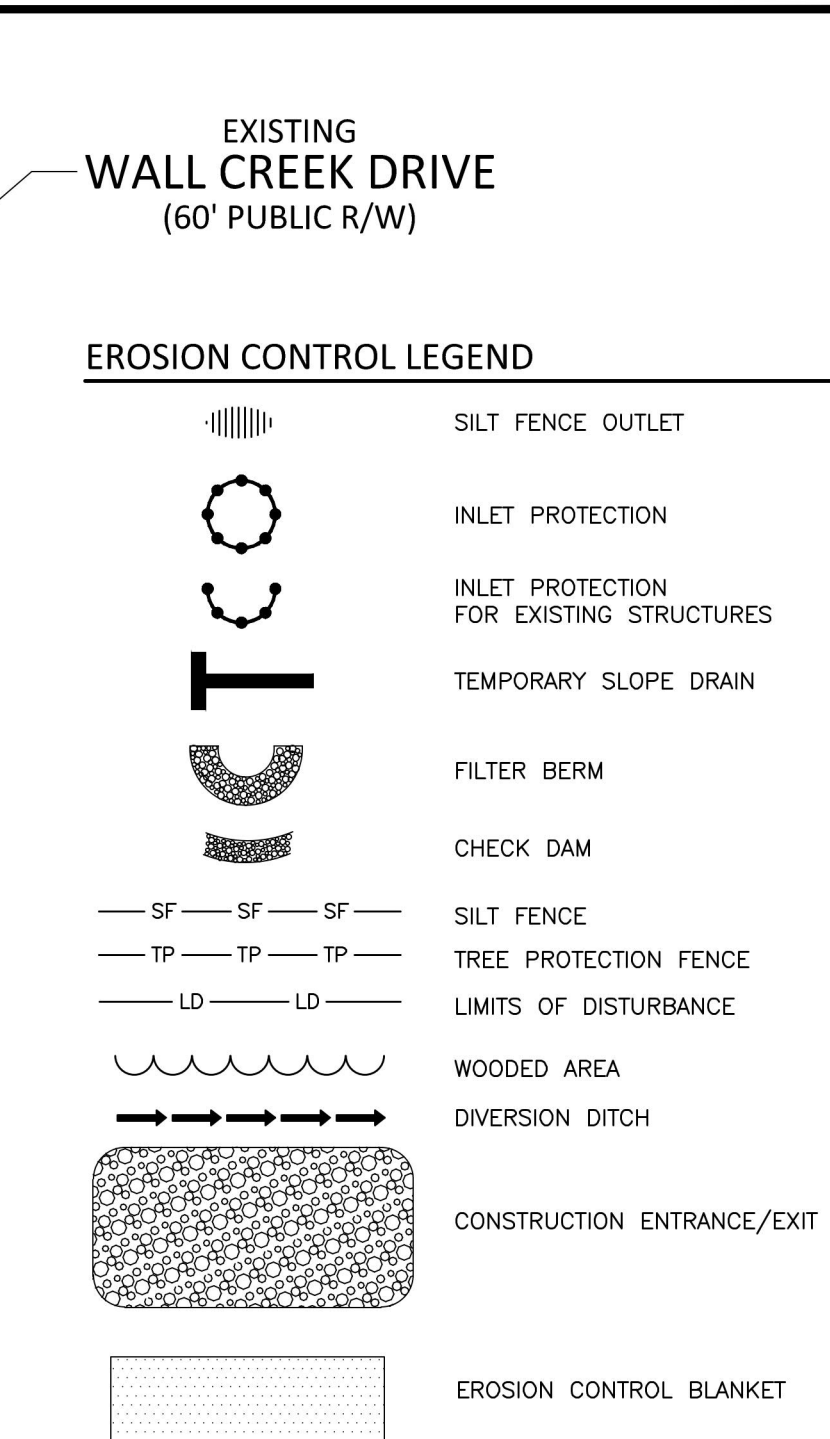 EXISTING
WALL CREEK DRIVE
(60' PUBLIC R/W)
EROSION CONTROL LEGEND
SILT FENCE OUTLET
INLET PROTECTION
INLET PROTECTION
FOR EXISTING STRUCTURES
TEMPORARY SLOPE DRAIN
FILTER BERM
CHECK DAM
SF SF SF SILT FENCE
TP TP TP TREE PROTECTION FENCE
LD LD LIMITS OF DISTURBANCE
WOODED AREA
DIVERSION DITCH
CONSTRUCTION ENTRANCE/EXIT
EROSION CONTROL BLANKET